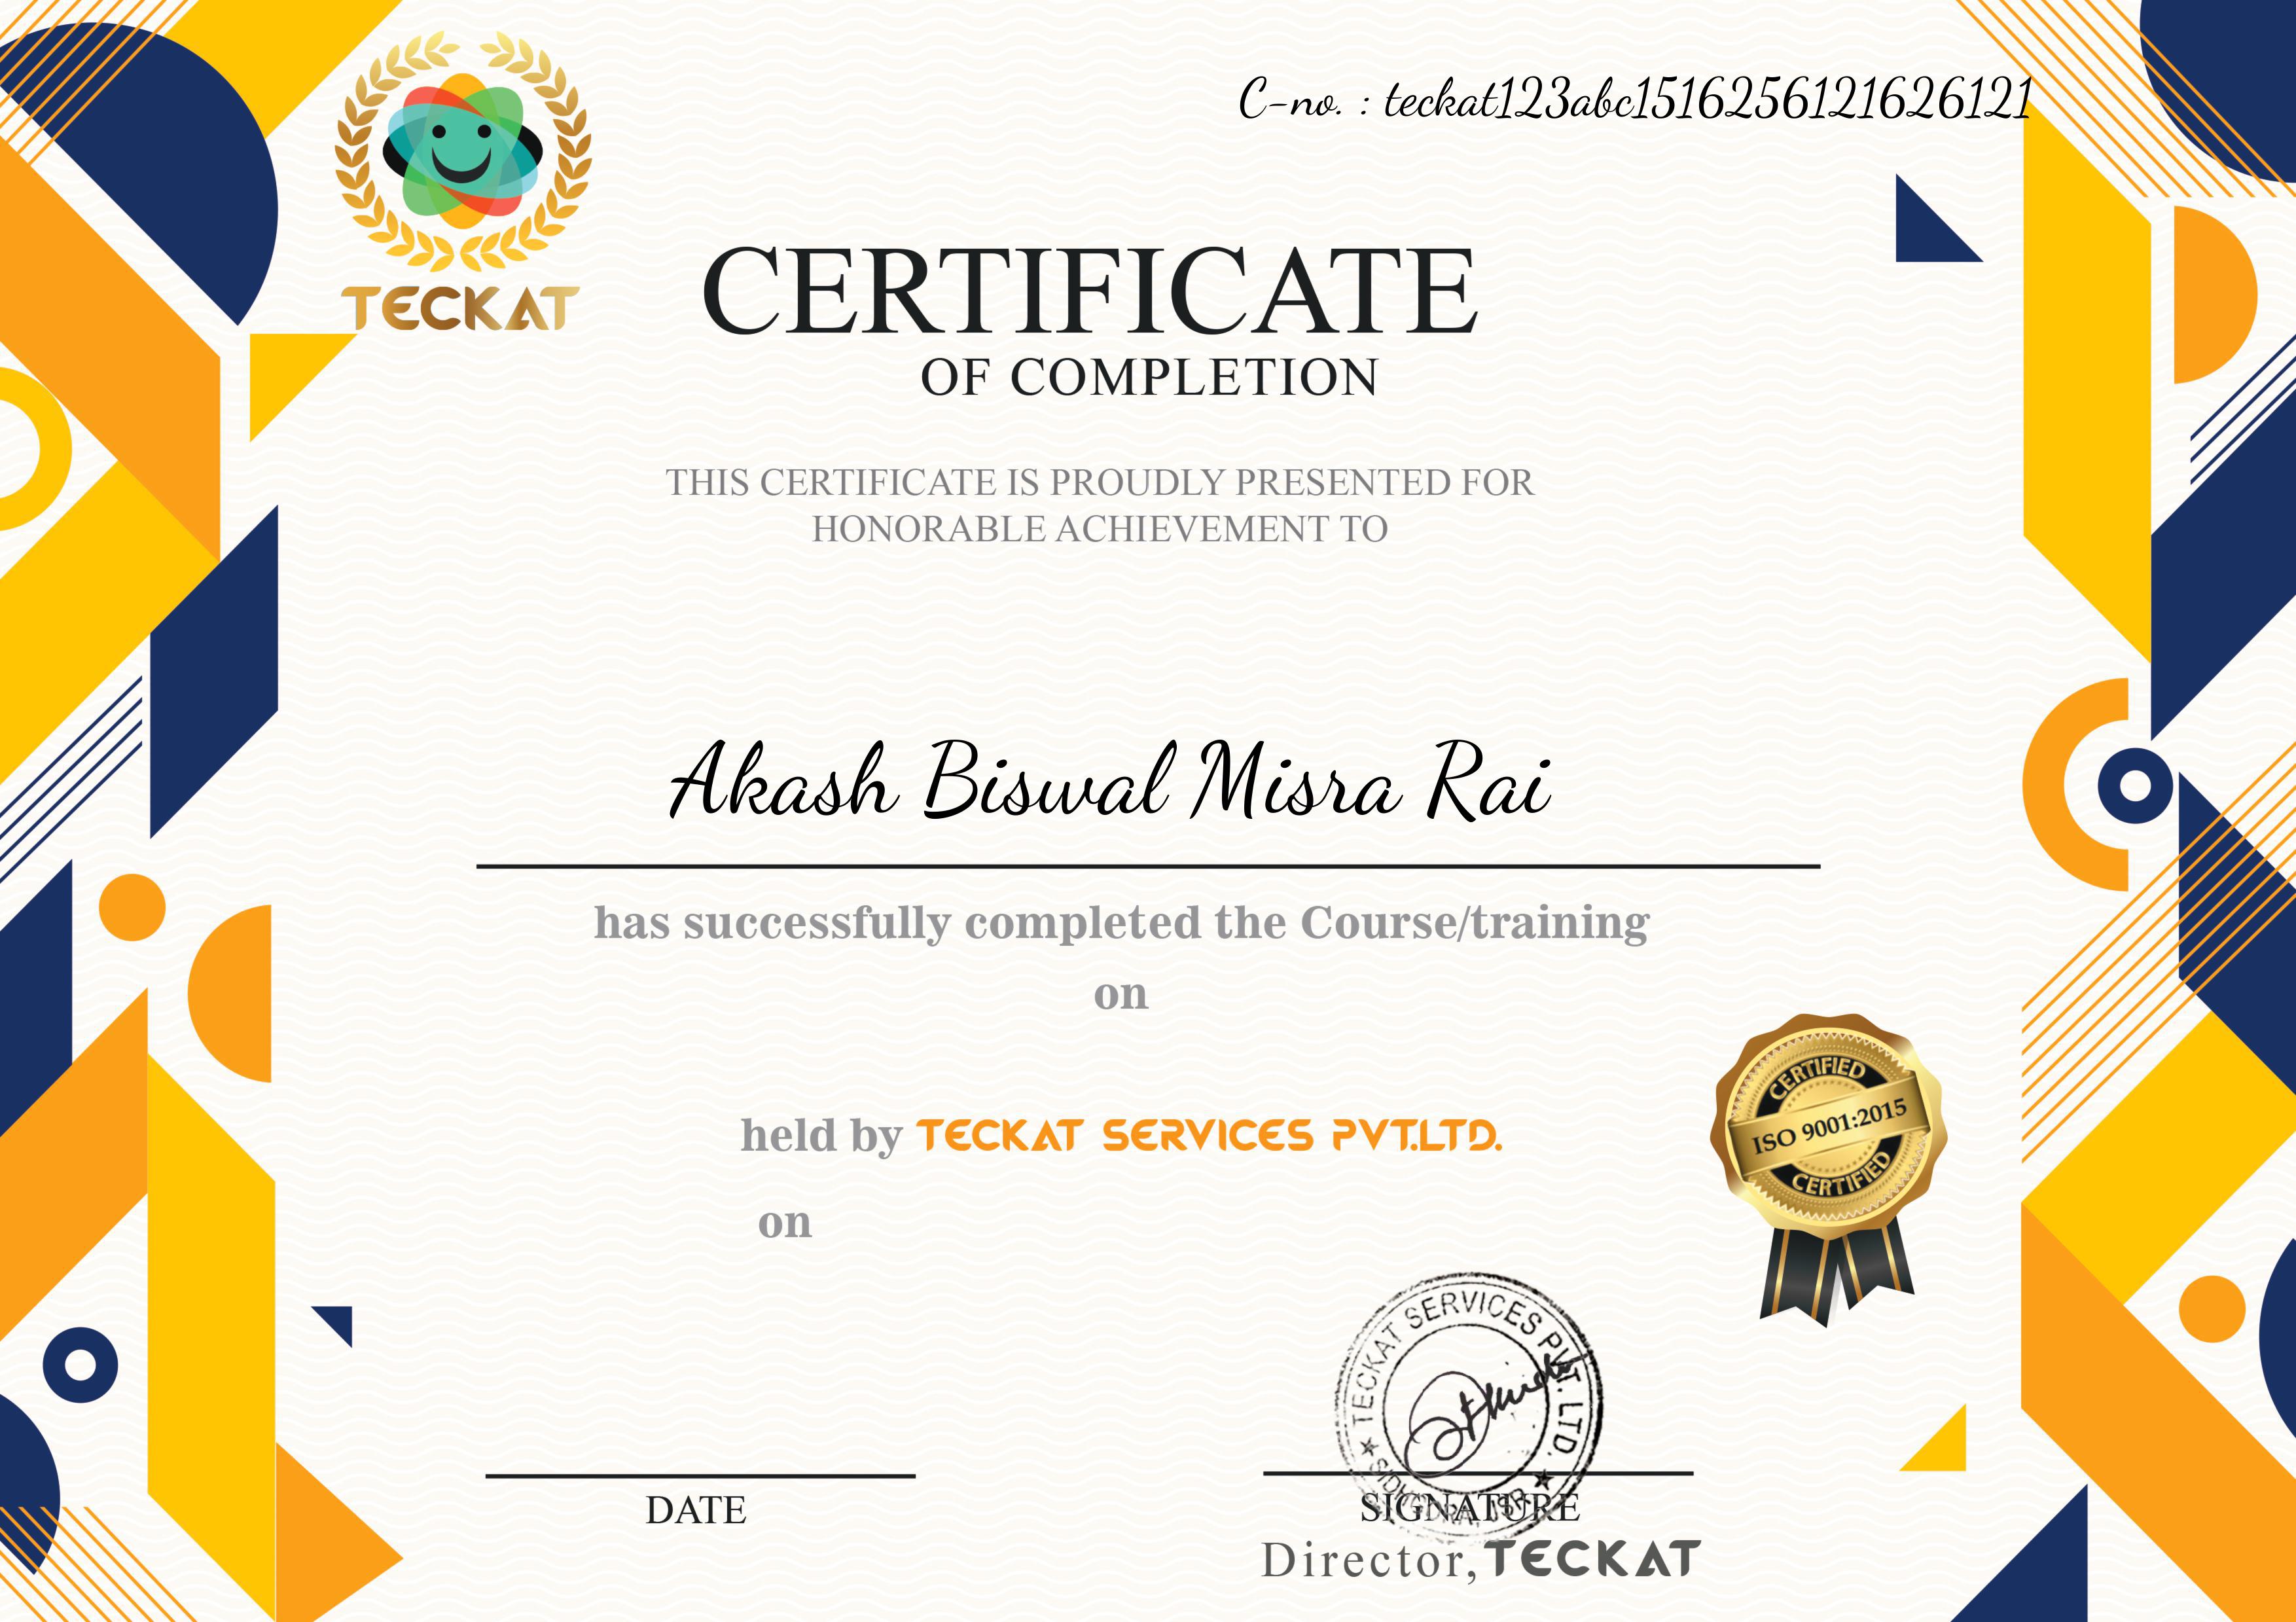 C-no. : teckat123abc1516256121626121
TECKAT
CERTIFICATE
OF COMPLETION
THIS CERTIFICATE IS PROUDLY PRESENTED FOR
HONORABLE ACHIEVEMENT TO
Akash Biswal Misra Rai
has successfully completed the Course/training
on
held by TECKAT SERVICES PVT.LTD.
on
CERTIFIED
ISO 9001:2015
CERTIFIED
TECKAT SERVICES PVT. LTD.
DATE
SIGNATURE
Director, TECKAT